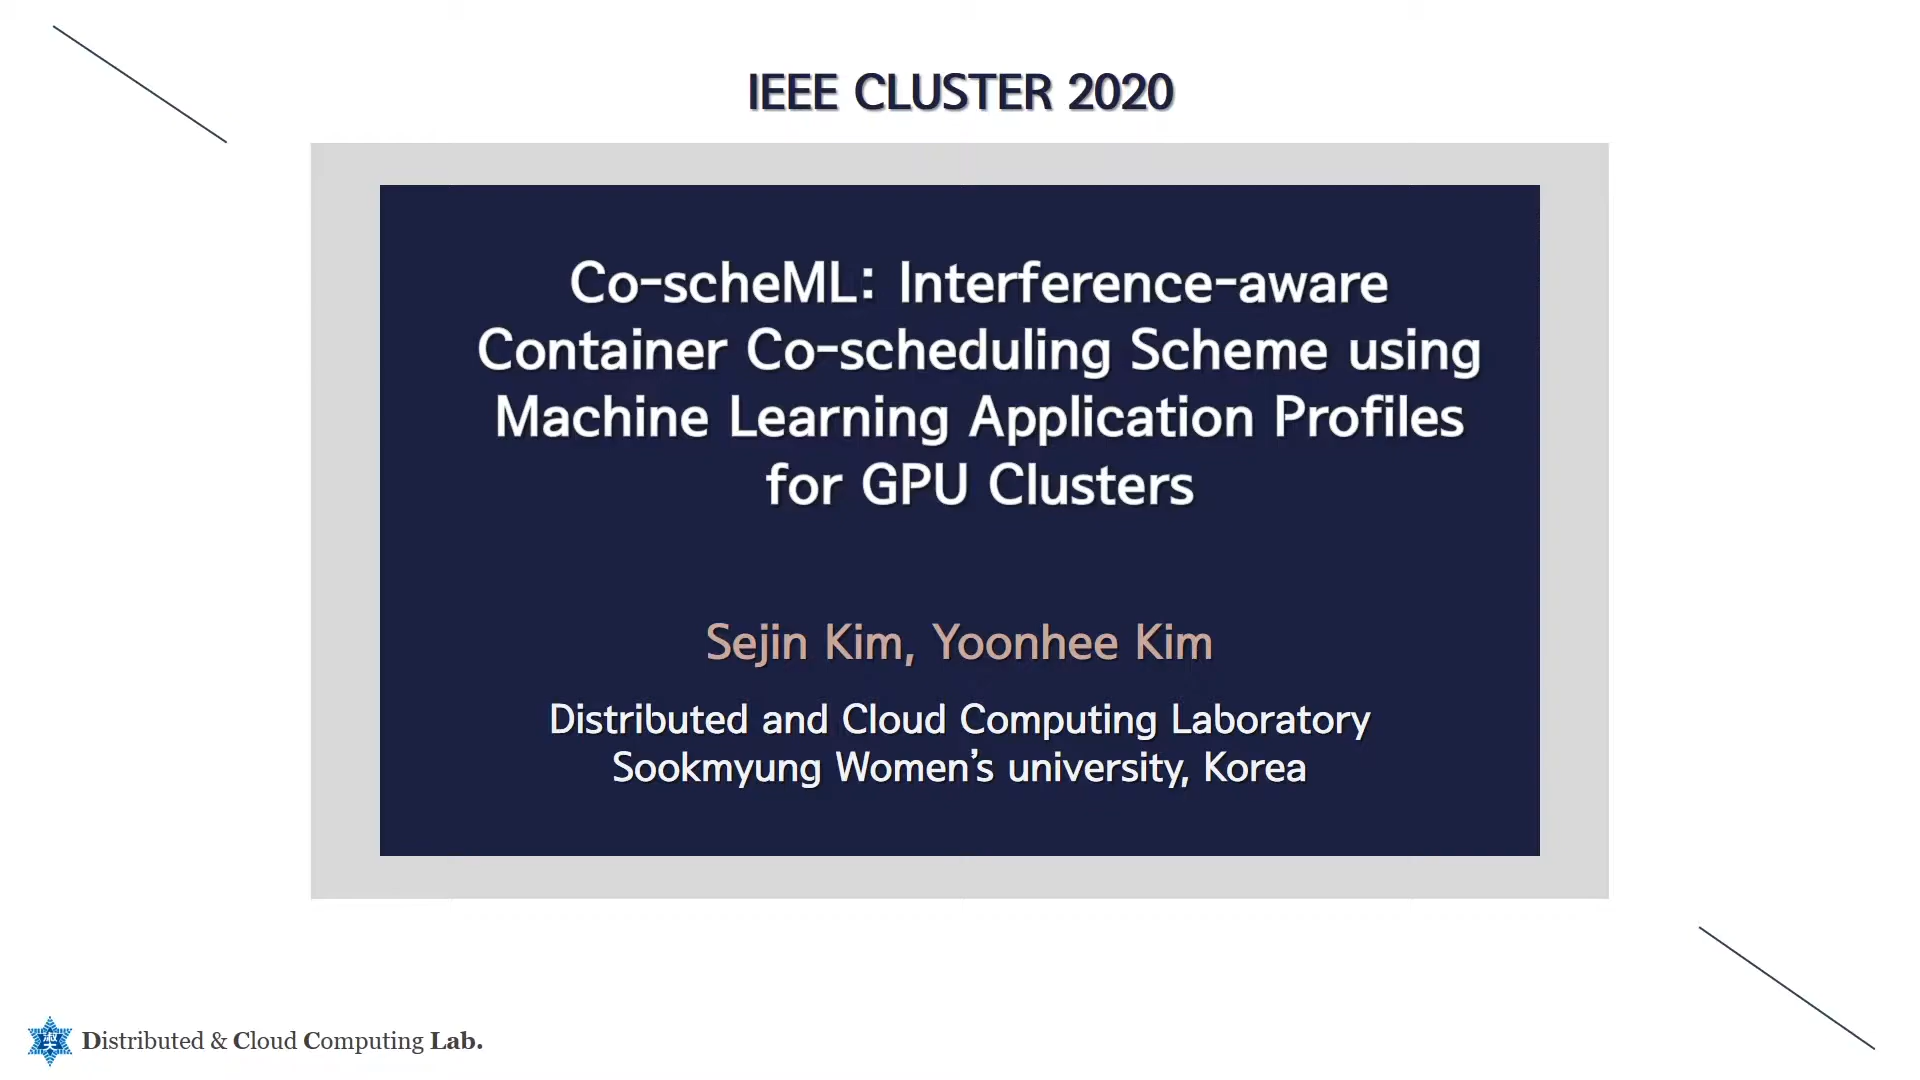 IEEE CLUSTER 2020
Co-scheML: Interference-aware
Container Co-scheduling Scheme using
Machine Learning Application Profiles
for GPU Clusters
Sejin Kim, Yoonhee Kim
Distributed and Cloud Computing Laboratory
Sookmyung Women’s university, Korea
Distributed & Cloud Computing Lab.